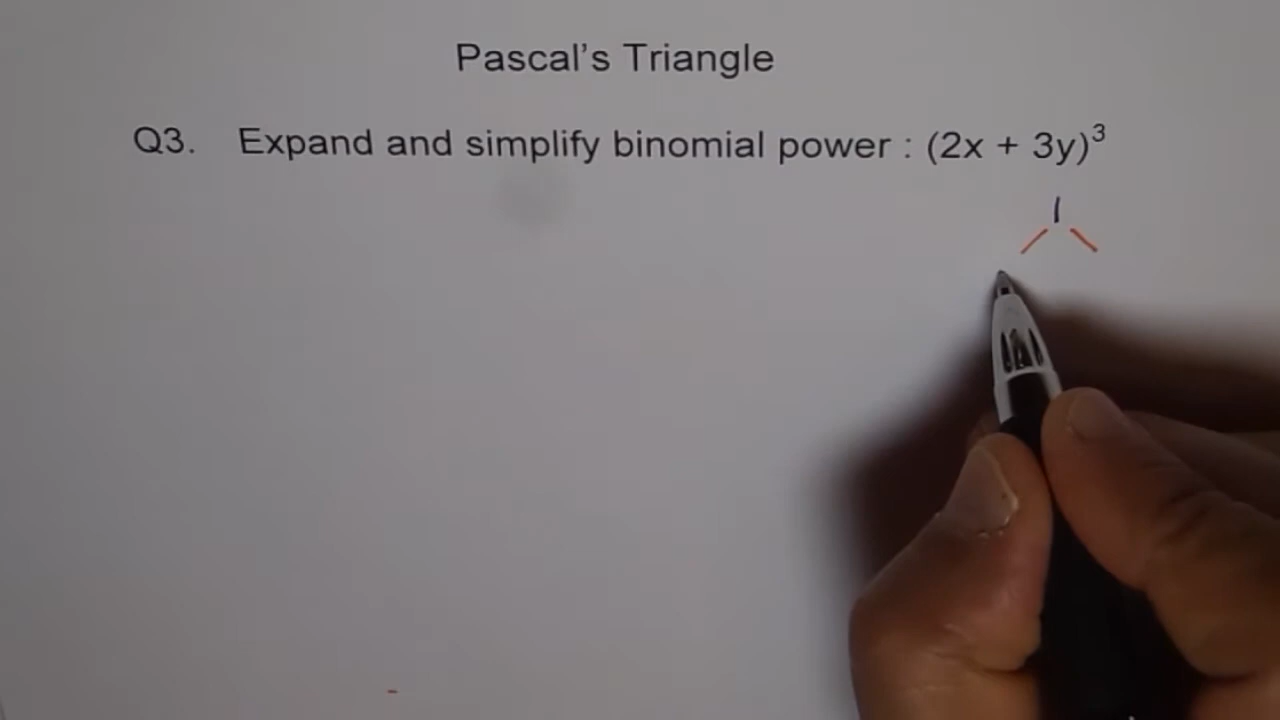 Pascal's Triangle
Q3. Expand and simplify binomial power : (2x + 3y)³
1